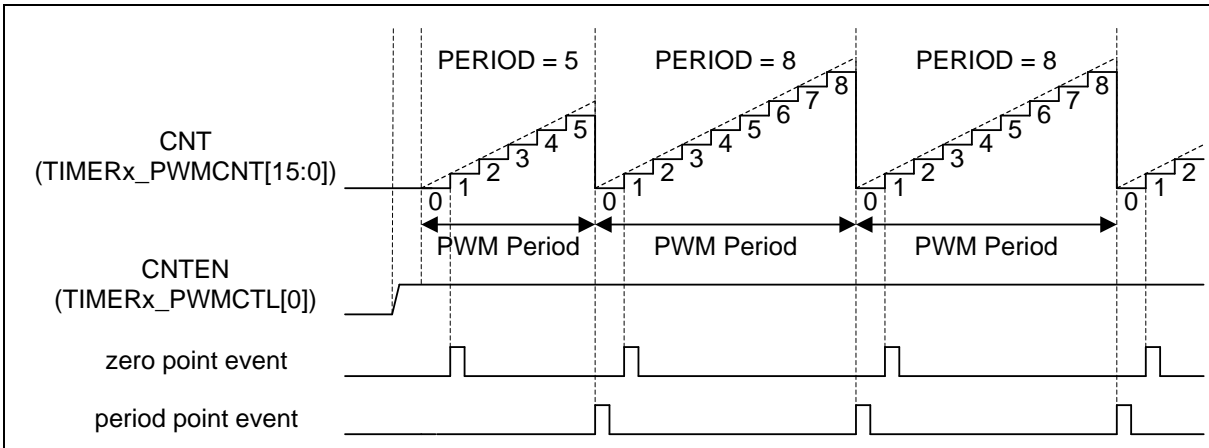 PERIOD = 5 PERIOD = 8 PERIOD = 8
CNT
(TIMERx_PWMCNT[15:0])
0 1 2 3 4 5 0 1 2 3 4 5 6 7 8 0 1 2 3 4 5 6 7 8 0 1 2
PWM Period PWM Period PWM Period
CNTEN
(TIMERx_PWMCTL[0])
zero point event
period point event